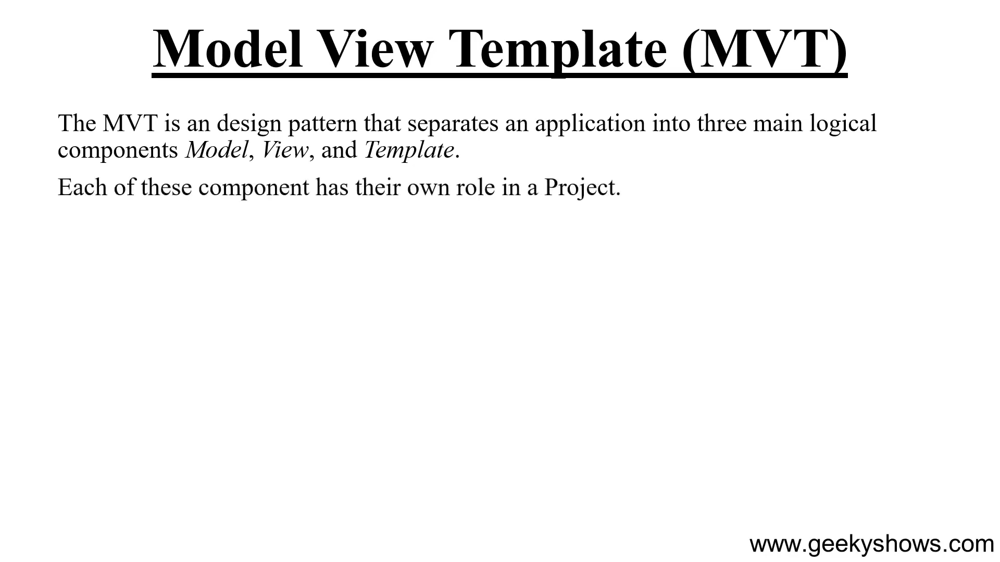 Model View Template (MVT)
The MVT is an design pattern that separates an application into three main logical
components Model, View, and Template.
Each of these component has their own role in a Project.
www.geekyshows.com